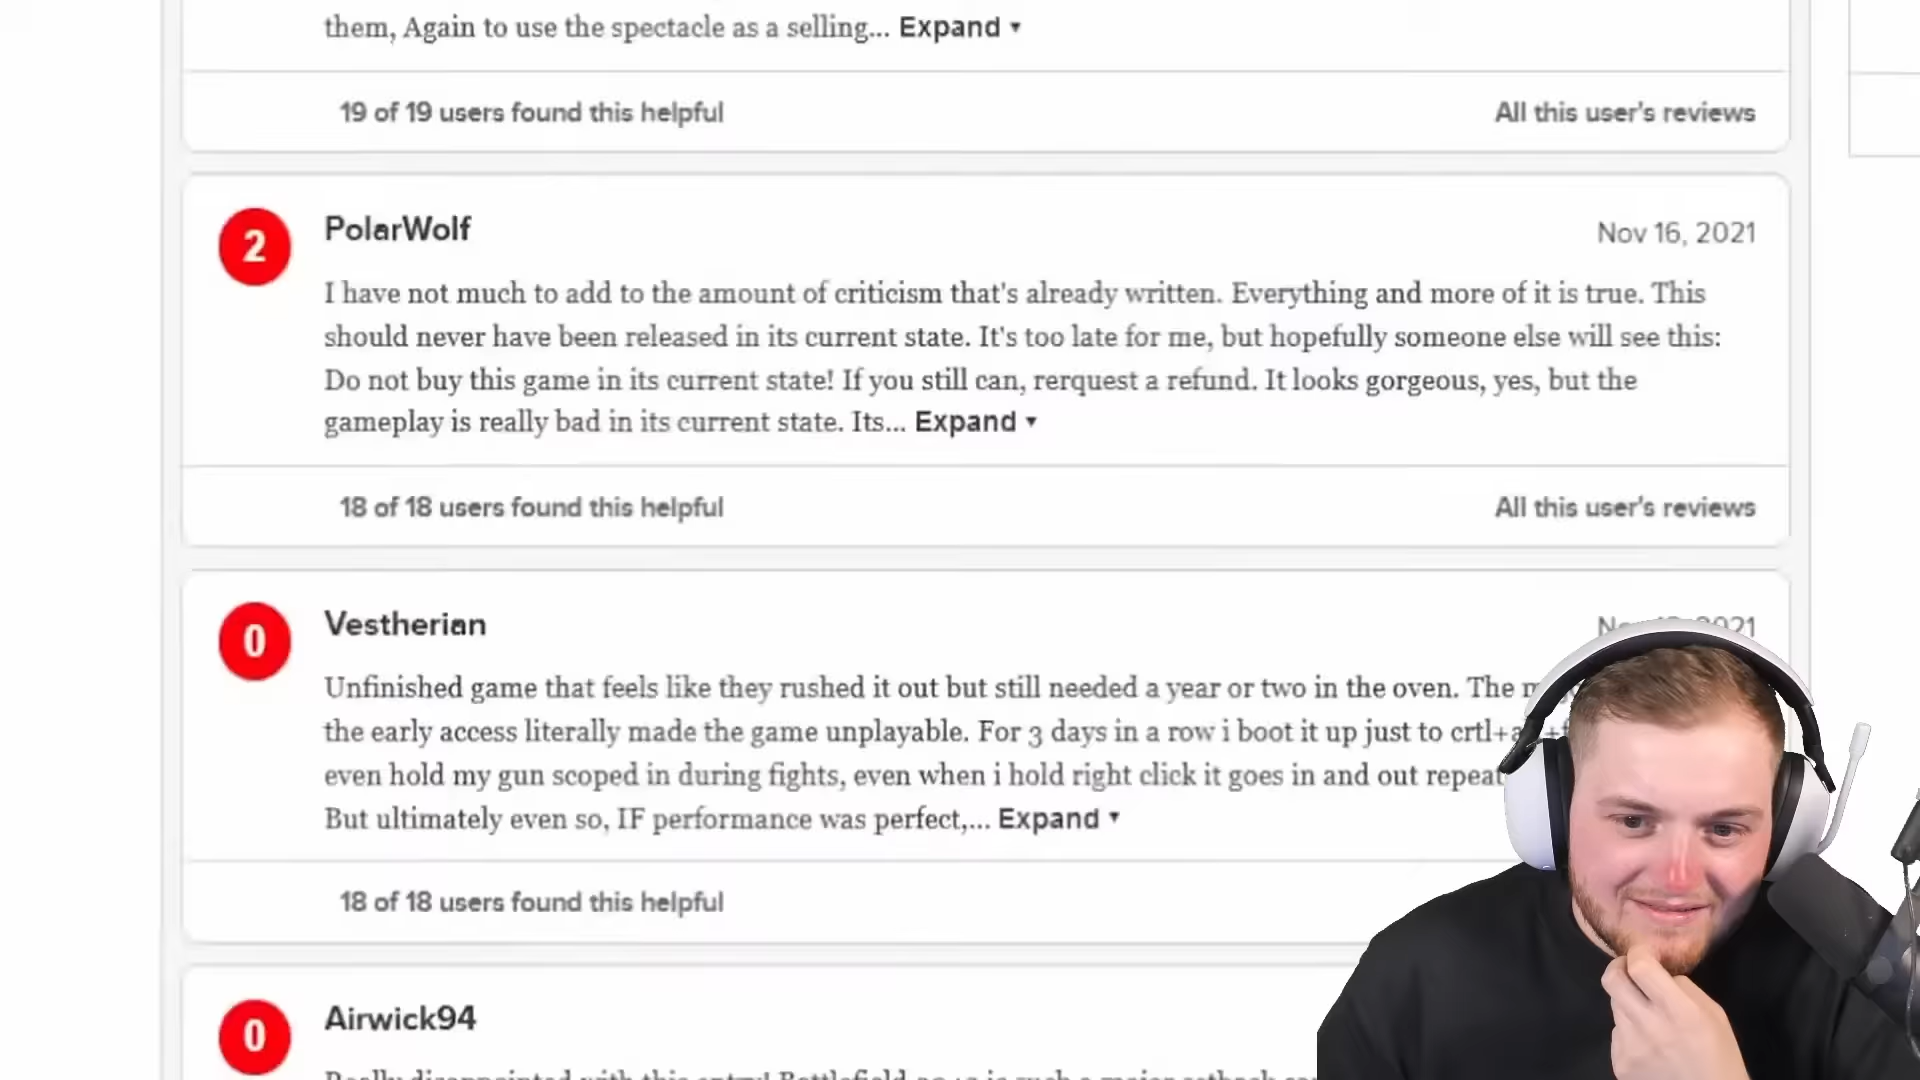 them, Again to use the spectacle as a selling... Expand ▼
19 of 19 users found this helpful
All this user's reviews
2
PolarWolf
Nov 16, 2021
I have not much to add to the amount of criticism that's already written. Everything and more of it is true. This
should never have been released in its current state. It's too late for me, but hopefully someone else will see this:
Do not buy this game in its current state! If you still can, rerquest a refund. It looks gorgeous, yes, but the
gameplay is really bad in its current state. Its... Expand ▼
18 of 18 users found this helpful
All this user's reviews
0
Vestherian
2021
Unfinished game that feels like they rushed it out but still needed a year or two in the oven. The
the early access literally made the game unplayable. For 3 days in a row i boot it up just to
even hold my gun scoped in during fights, even when i hold right click it goes in and out
But ultimately even so, IF performance was perfect,... Expand ▼
18 of 18 users found this helpful
0
Airwick94
Really disappointed with this entry! Battlefield